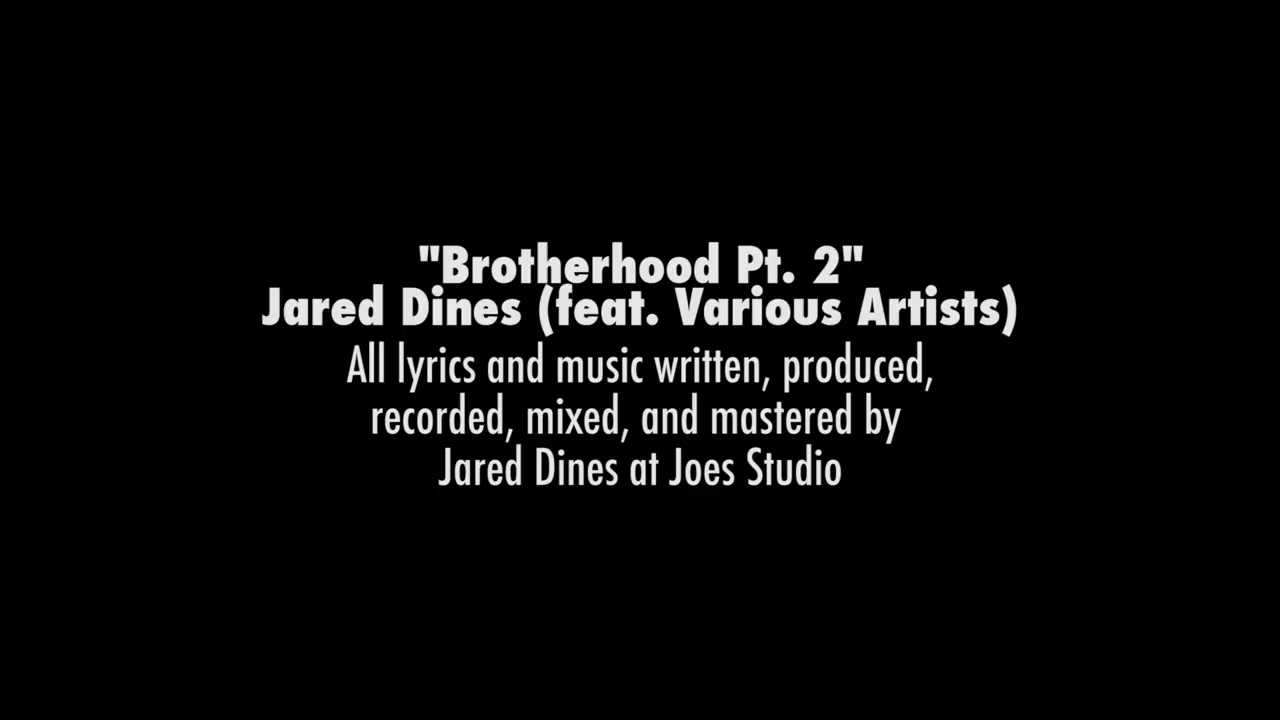 "Brotherhood Pt. 2"
Jared Dines (feat. Various Artists)
All lyrics and music written, produced,
recorded, mixed, and mastered by
Jared Dines at Joes Studio